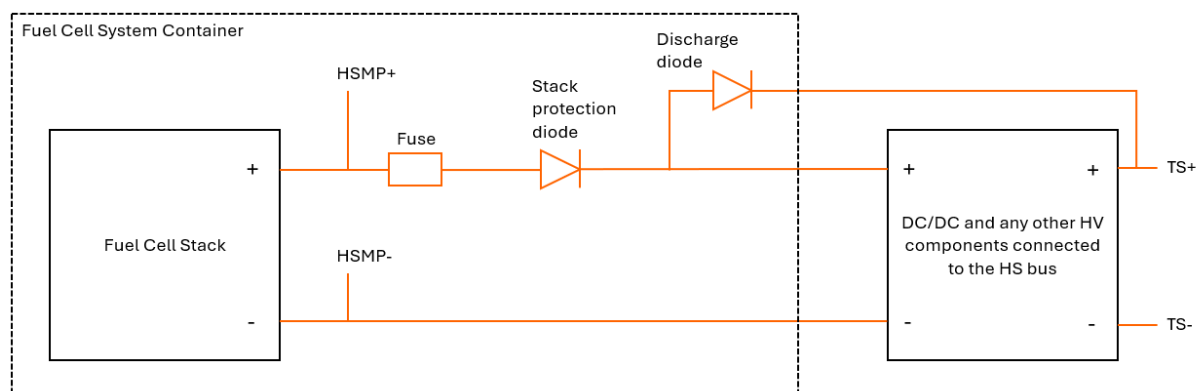 Fuel Cell System Container
Discharge
diode
HSMP+
Stack
protection
diode
Fuse
+
+
+
TS+
Fuel Cell Stack
DC/DC and any other HV
components connected
to the HS bus
HSMP-
-
-
-
TS-